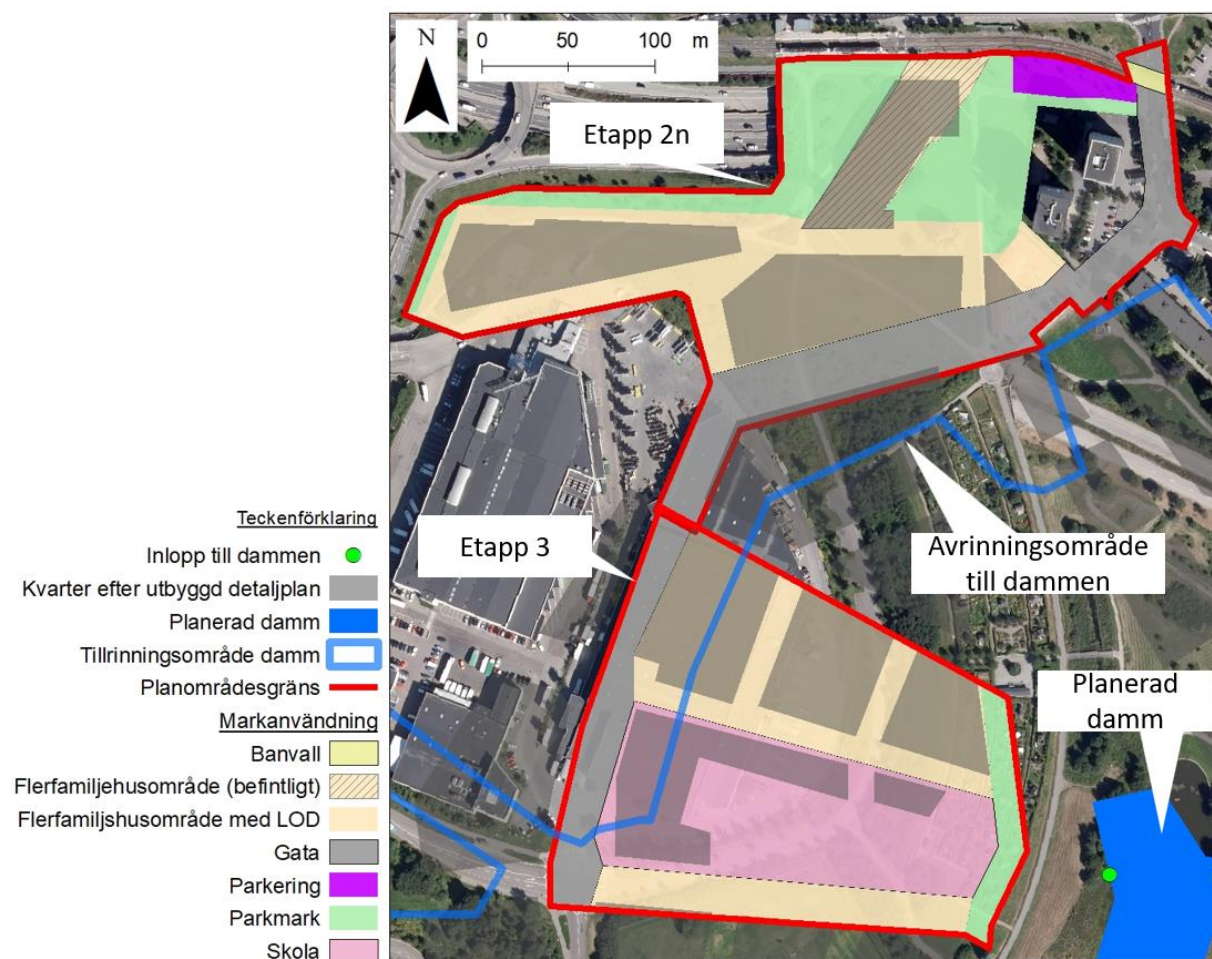 N
0 50 100 m
Etapp 2n
Etapp 3
Avrinningsområde
till dammen
Planerad
damm
Teckenförklaring
Inlopp till dammen
Kvarter efter utbyggd detaljplan
Planerad damm
Tillrinningsområde damm
Planområdesgräns
Markanvändning
Banvall
Flerfamiljehusområde (befintligt)
Flerfamiljshusområde med LOD
Gata
Parkering
Parkmark
Skola